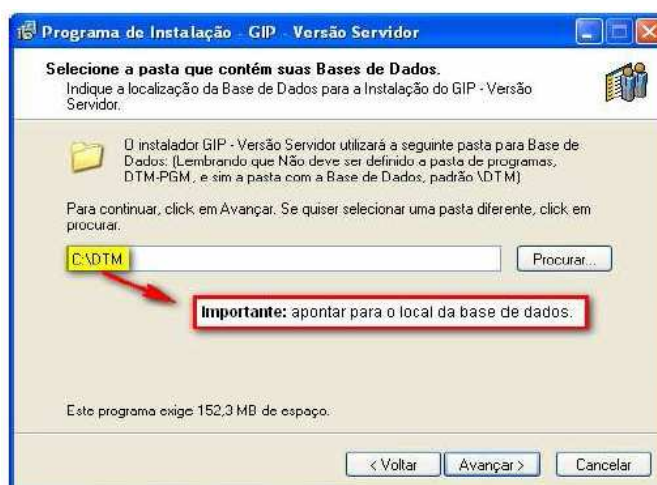 Programa de Instalação - GIP - Versão Servidor
Selecione a pasta que contém suas Bases de Dados.
Indique a localização da Base de Dados para a Instalação do GIP - Versão
Servidor.
O instalador GIP - Versão Servidor utilizará a seguinte pasta para Base de
Dados: (Lembrando que Não deve ser definido a pasta de programas,
DTM-PGM, e sim a pasta com a Base de Dados, padrão \DTM)
Para continuar, click em Avançar. Se quiser selecionar uma pasta diferente, click em
procurar.
C:\DTM
Procurar...
Importante: apontar para o local da base de dados.
Este programa exige 152,3 MB de espaço.
< Voltar
Avançar >
Cancelar